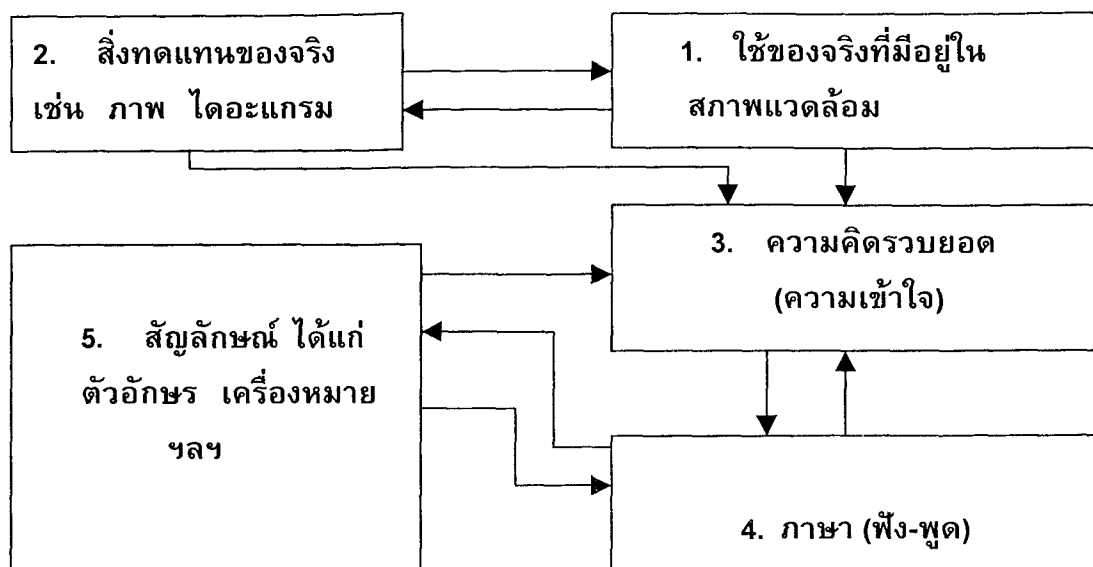 2. สิ่งทดแทนของจริง
เช่น ภาพ ไดอะแกรม
1. ใช้ของจริงที่มีอยู่ใน
สภาพแวดล้อม
3. ความคิดรวบยอด
(ความเข้าใจ)
5. สัญลักษณ์ ได้แก่
ตัวอักษร เครื่องหมาย
ฯลฯ
4. ภาษา (ฟัง-พูด)